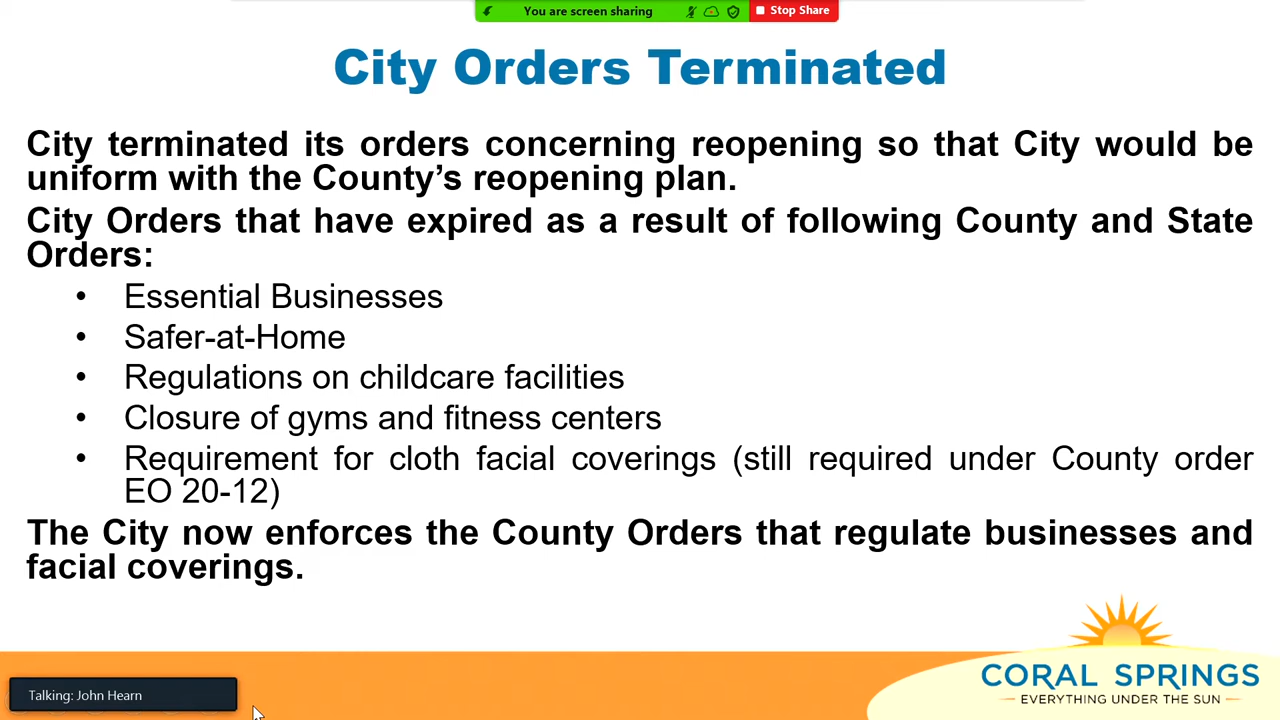 You are screen sharing
Stop Share
City Orders Terminated
City terminated its orders concerning reopening so that City would be
uniform with the County’s reopening plan.
City Orders that have expired as a result of following County and State
Orders:
• Essential Businesses
• Safer-at-Home
• Regulations on childcare facilities
• Closure of gyms and fitness centers
• Requirement for cloth facial coverings (still required under County order
EO 20-12)
The City now enforces the County Orders that regulate businesses and
facial coverings.
CORAL SPRINGS
EVERYTHING UNDER THE SUN
Talking: John Hearn